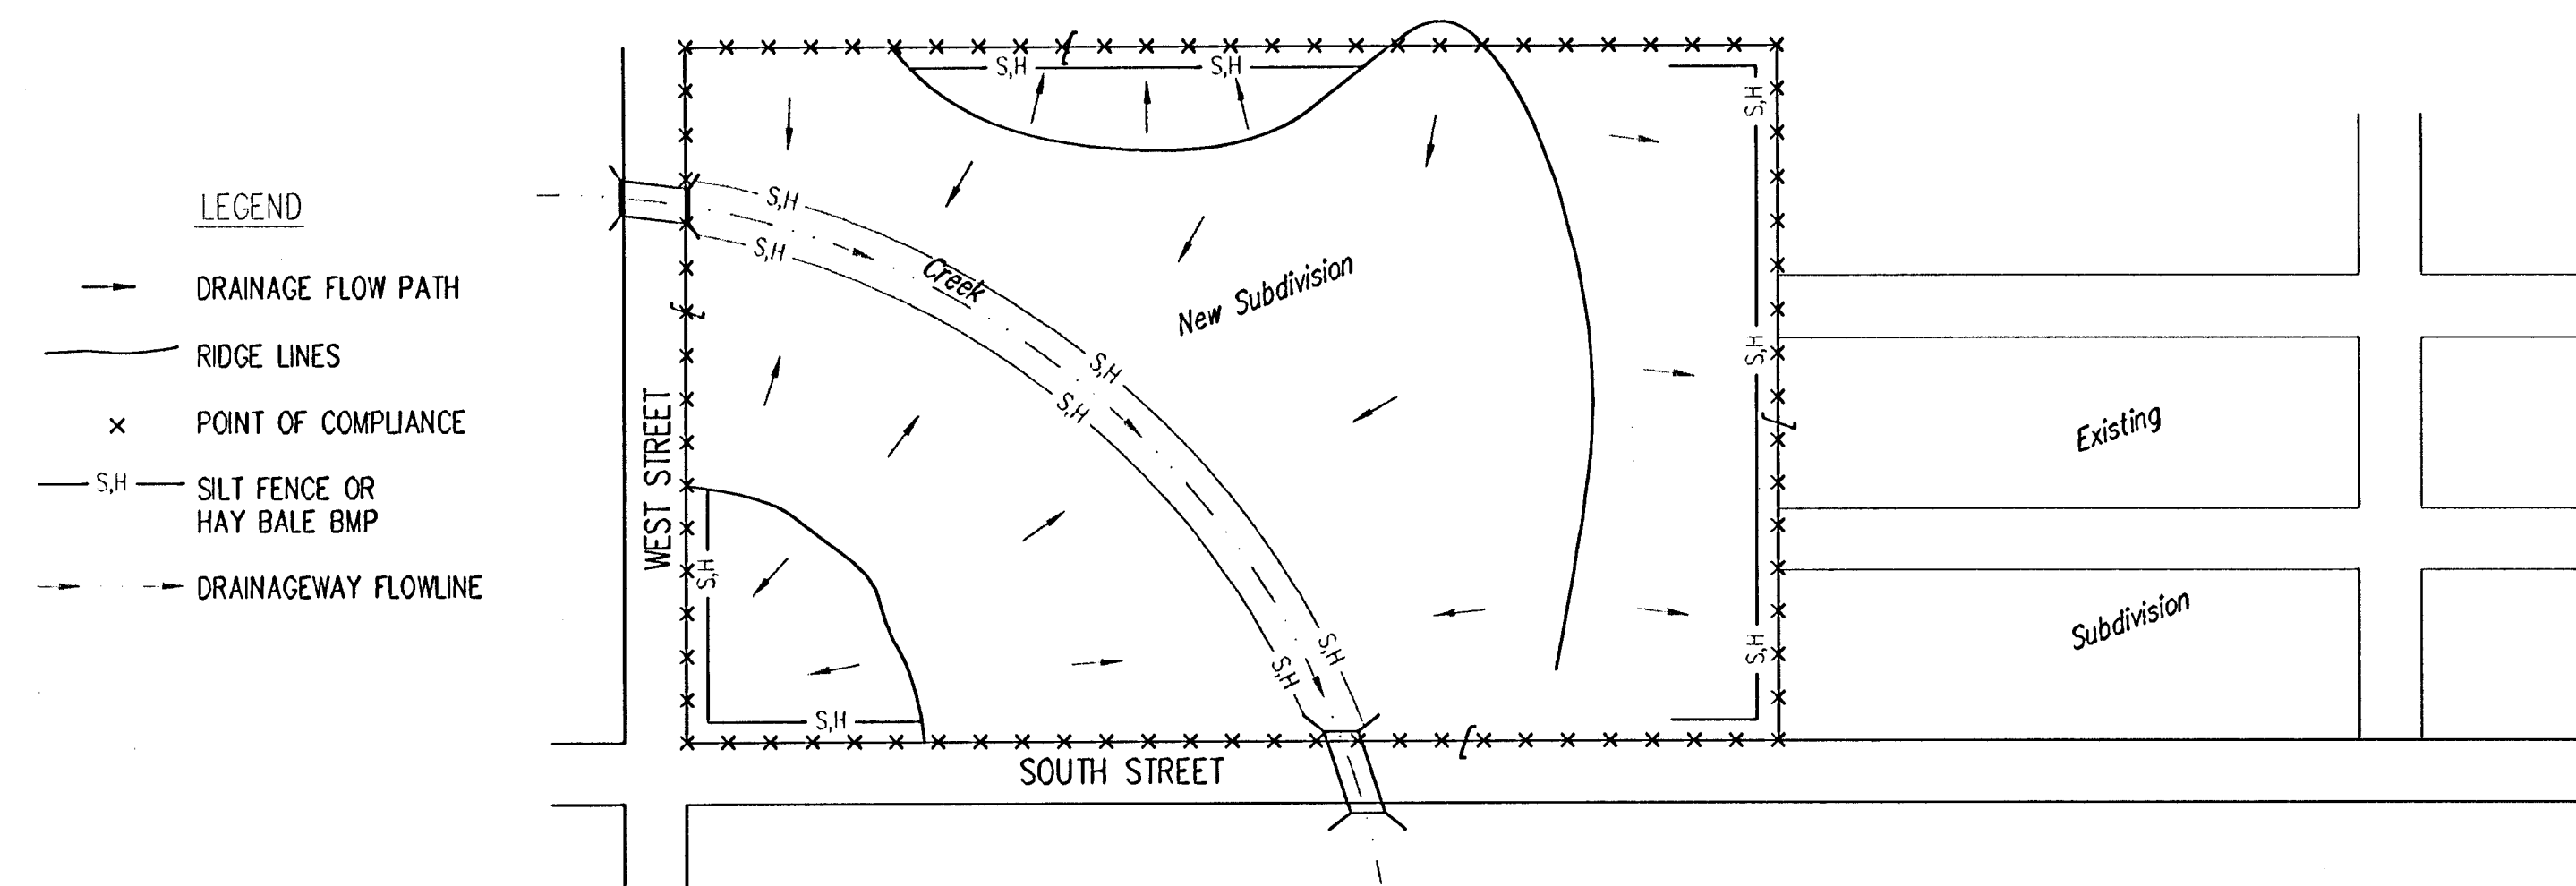 LEGEND
DRAINAGE FLOW PATH
RIDGE LINES
× POINT OF COMPLIANCE
S,H SILT FENCE OR
HAY BALE BMP
DRAINAGEWAY FLOWLINE
S,H
S,H
S,H
S,H
S,H
Creek
New Subdivision
S,H
S,H
S,H
WEST STREET
Existing
Subdivision
S,H
S,H
S,H
S,H
S,H
SOUTH STREET